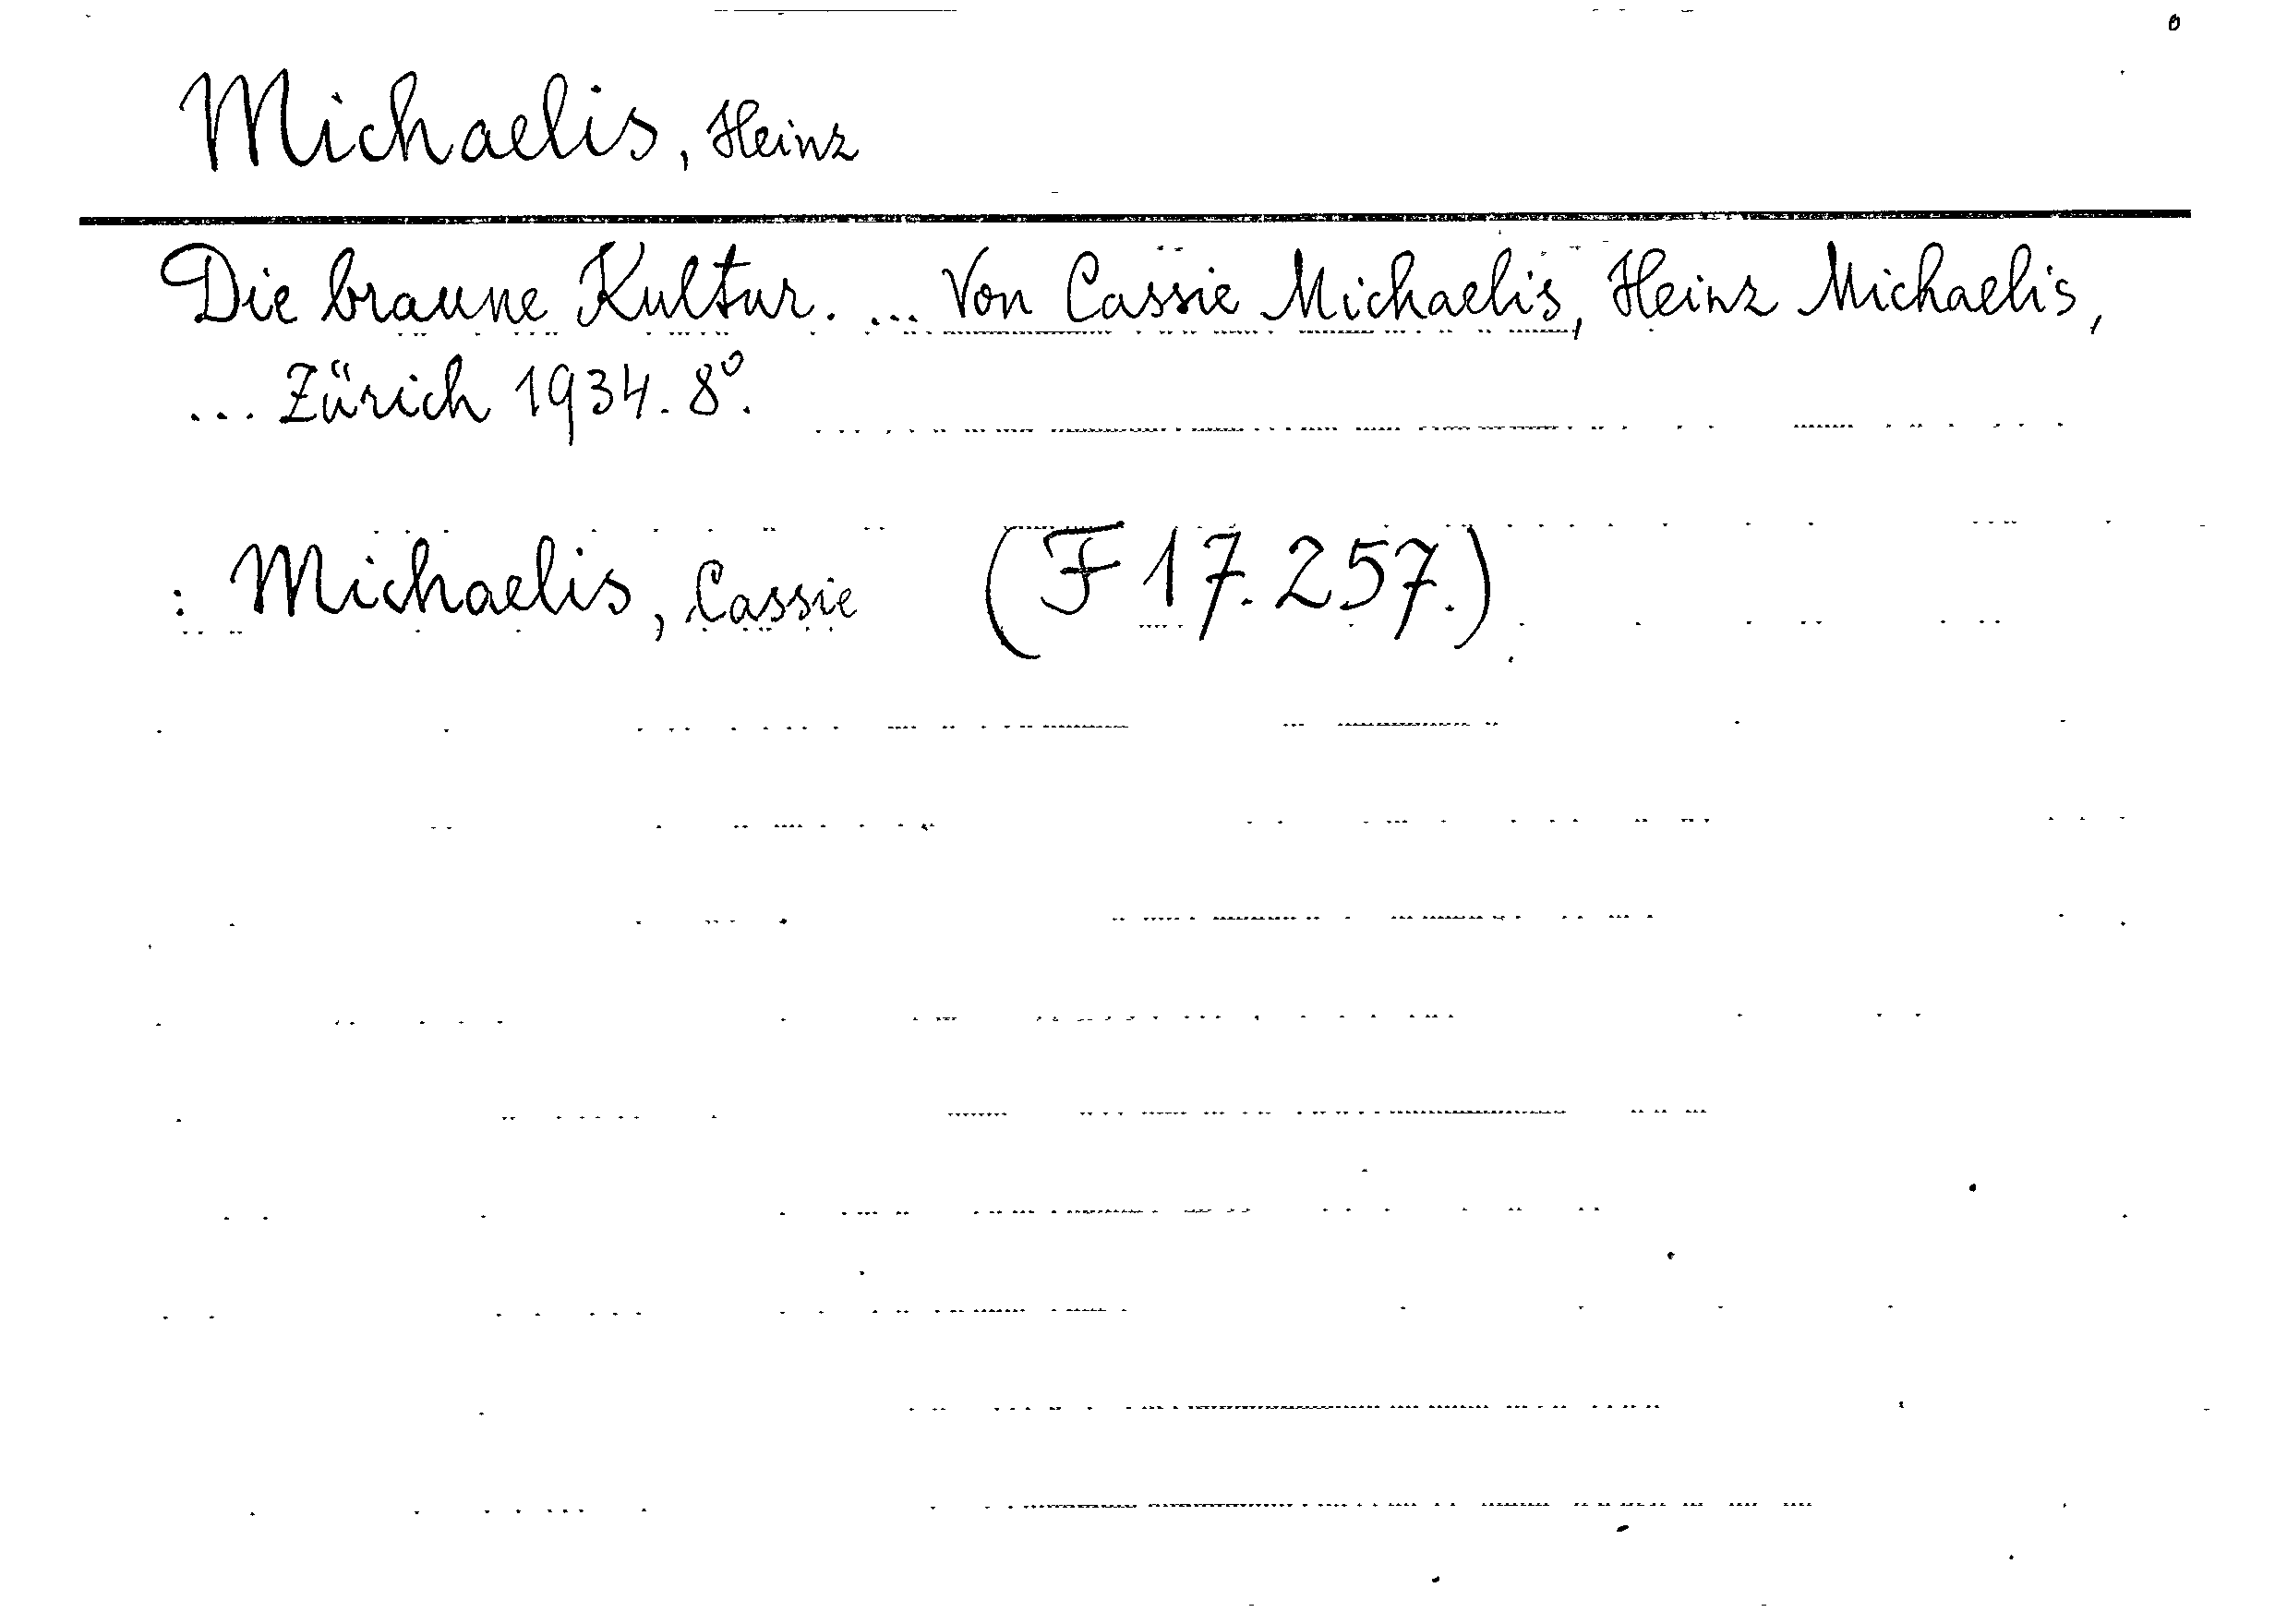 Michaelis, Heinz
Die braune Kultur. ... Von Cassie Michaelis, Heinz Michaelis,
... Zürich 1934. 8°.
: Michaelis, Cassie (F 17.257.)